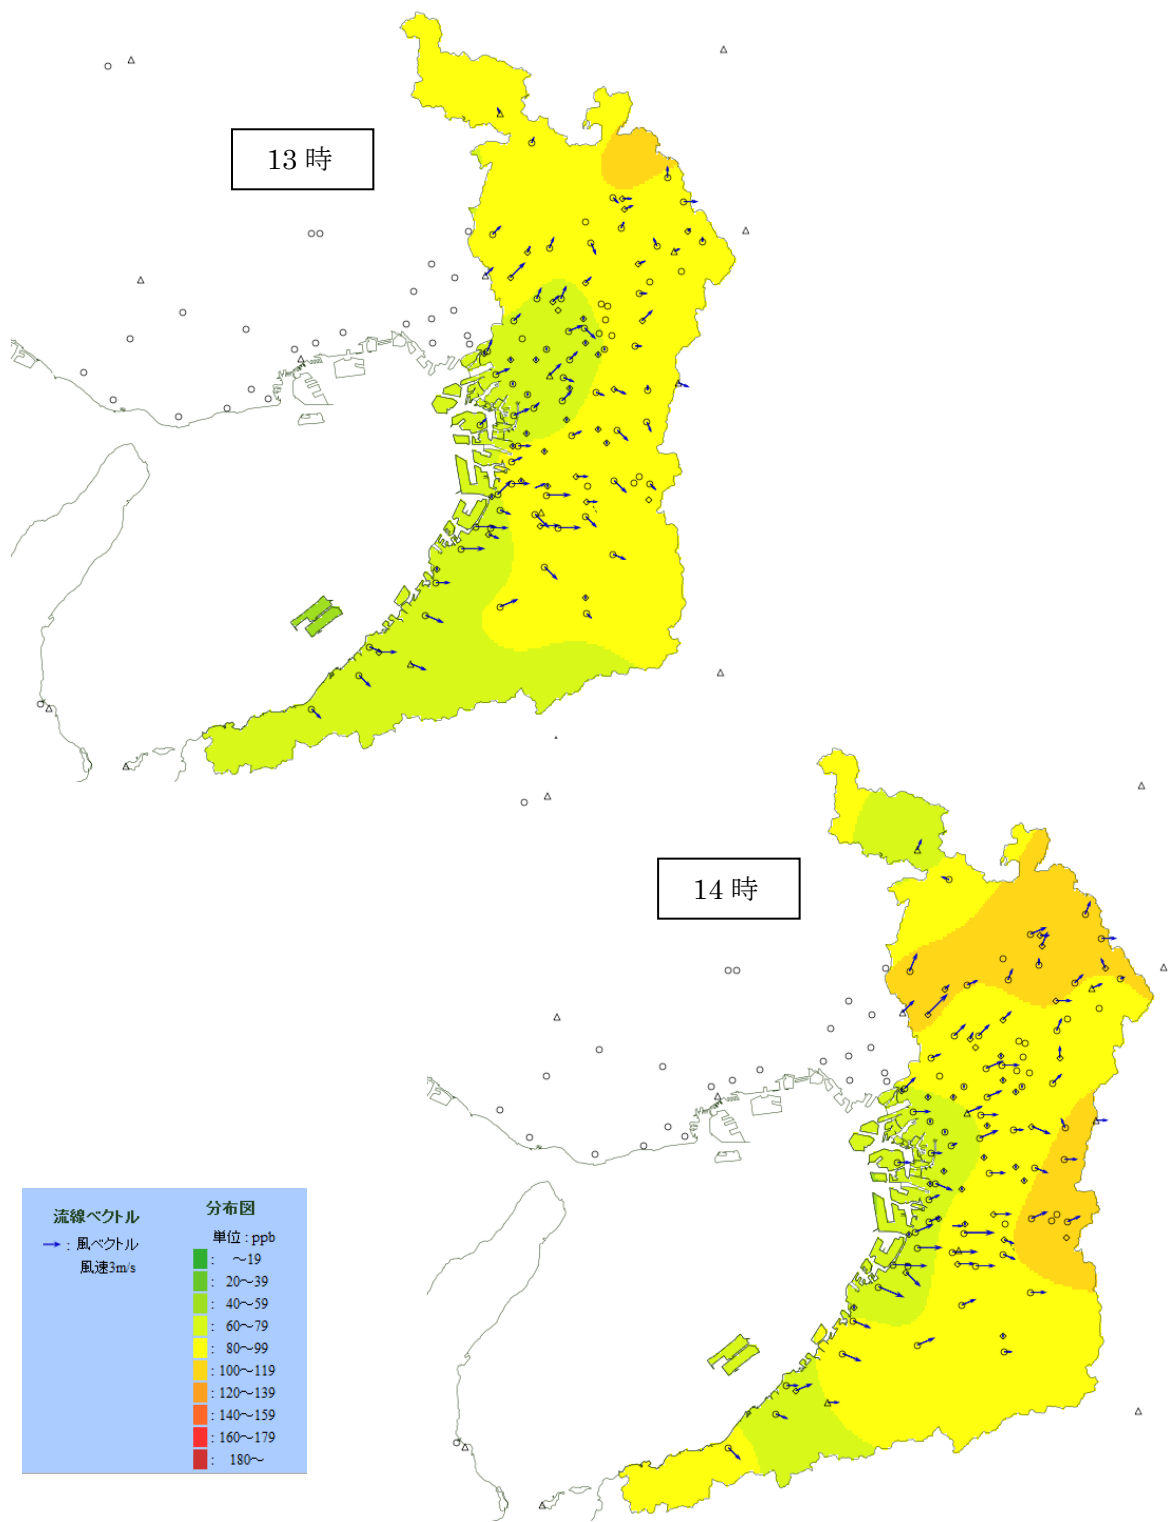 13 時
14 時
流線ベクトル
→ : 風ベクトル
風速3m/s
分布図
単位 : ppb
: ～19
: 20～39
: 40～59
: 60～79
: 80～99
: 100～119
: 120～139
: 140～159
: 160～179
: 180～